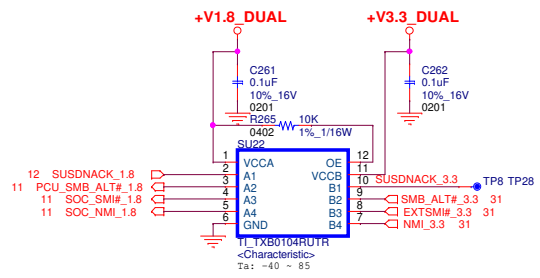 +V1.8_DUAL
+V3.3_DUAL
C261
0.1uF
10%_16V
0201
C262
0.1uF
10%_16V
0201
R265
10K
0402
1%_1/16W
SU22
1 VCCA OE 12
2 A1 VCCB 11
3 A2 B1 10
4 A3 B2 9
5 A4 B3 8
6 GND B4 7
12 SUSDNACK_1.8
11 PCU_SMB_ALT#_1.8
11 SOC_SMI#_1.8
11 SOC_NMI_1.8
SUSDNACK_3.3
TP8 TP28
SMB_ALT#_3.3 31
EXTSMI#_3.3 31
NMI_3.3 31
TI_TXB0104RUTR
<Characteristic>
Ta: -40 ~ 85